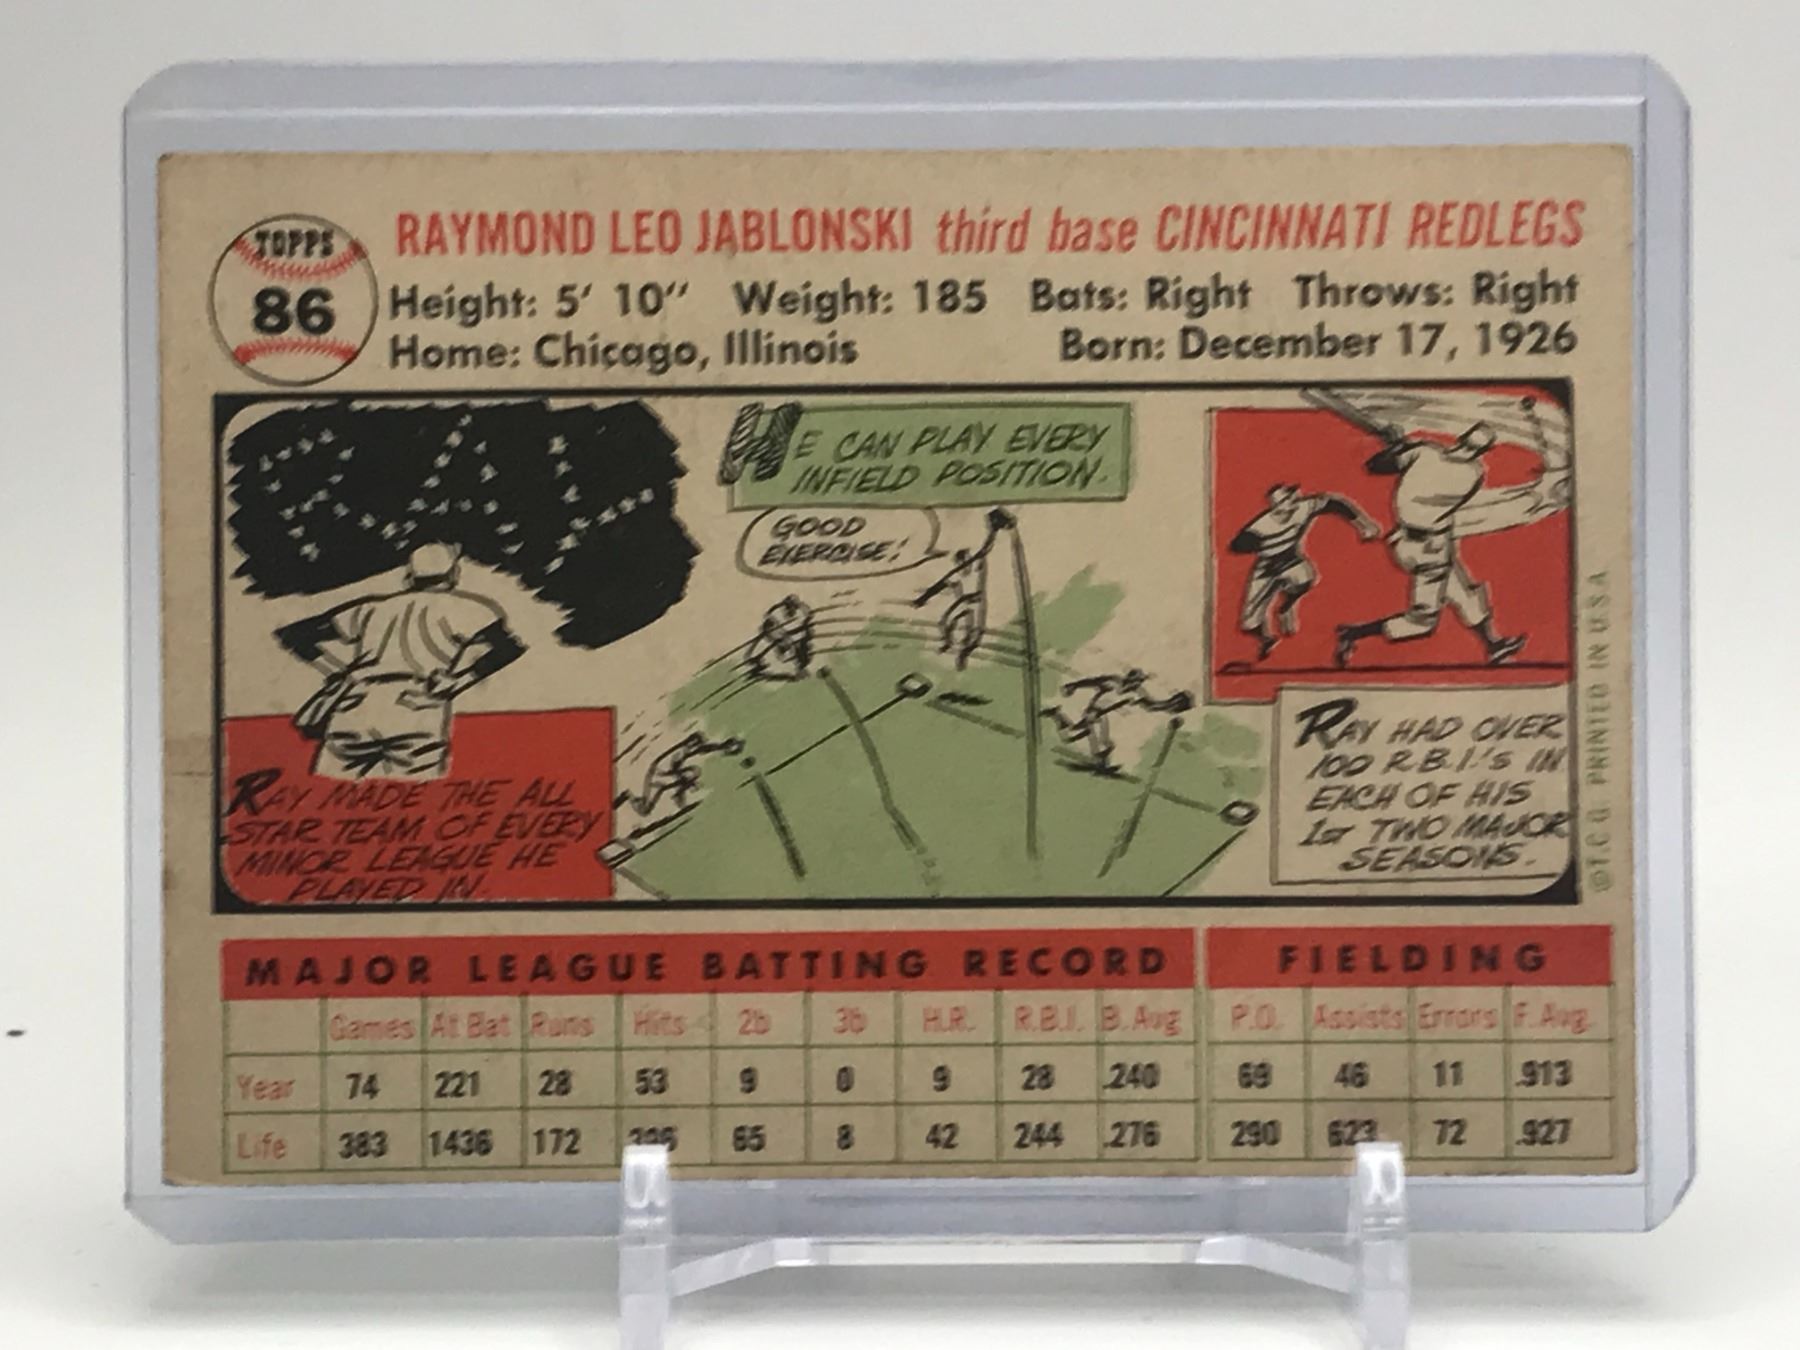 TOPPS
86
RAYMOND LEO JABLONSKI third base CINCINNATI REDLEGS
Height: 5' 10" Weight: 185 Bats: Right Throws: Right
Home: Chicago, Illinois Born: December 17, 1926
RAY
RAY MADE THE ALL
STAR TEAM OF EVERY
MINOR LEAGUE HE
PLAYED IN.
HE CAN PLAY EVERY
INFIELD POSITION.
GOOD
EXERCISE!
RAY HAD OVER
100 R.B.I.'S IN
EACH OF HIS
1ST TWO MAJOR
SEASONS.
©T.C.G. PRINTED IN U.S.A.
MAJOR LEAGUE BATTING RECORD FIELDING
Games At Bat Runs Hits 2b 3b H.R. R.B.I. B. Avg P.O. Assists Errors F. Avg.
Year 74 221 28 53 9 0 9 28 .240 69 46 11 .913
Life 383 1436 172 396 65 8 42 244 .276 290 623 72 .927